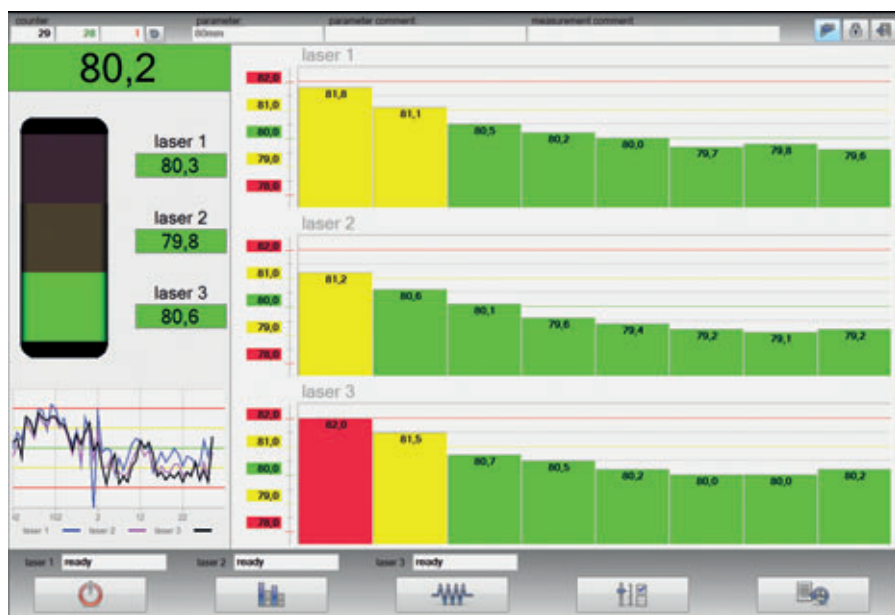 counter: parameter: parameter comment: measurement comment:
29 28 1 80mm
80,2
laser 1
80,3
laser 2
79,8
laser 3
80,6
laser 1
82,0
81,0
80,0
79,0
78,0
81,8 81,1 80,5 80,2 80,0 79,7 79,8 79,6
laser 2
82,0
81,0
80,0
79,0
78,0
81,2 80,6 80,1 79,6 79,4 79,2 79,1 79,2
laser 3
82,0
81,0
80,0
79,0
78,0
82,0 81,5 80,7 80,5 80,2 80,0 80,0 80,2
102 2 12 22
laser 1 laser 2 laser 3
laser 1 ready laser 2 ready laser 3 ready